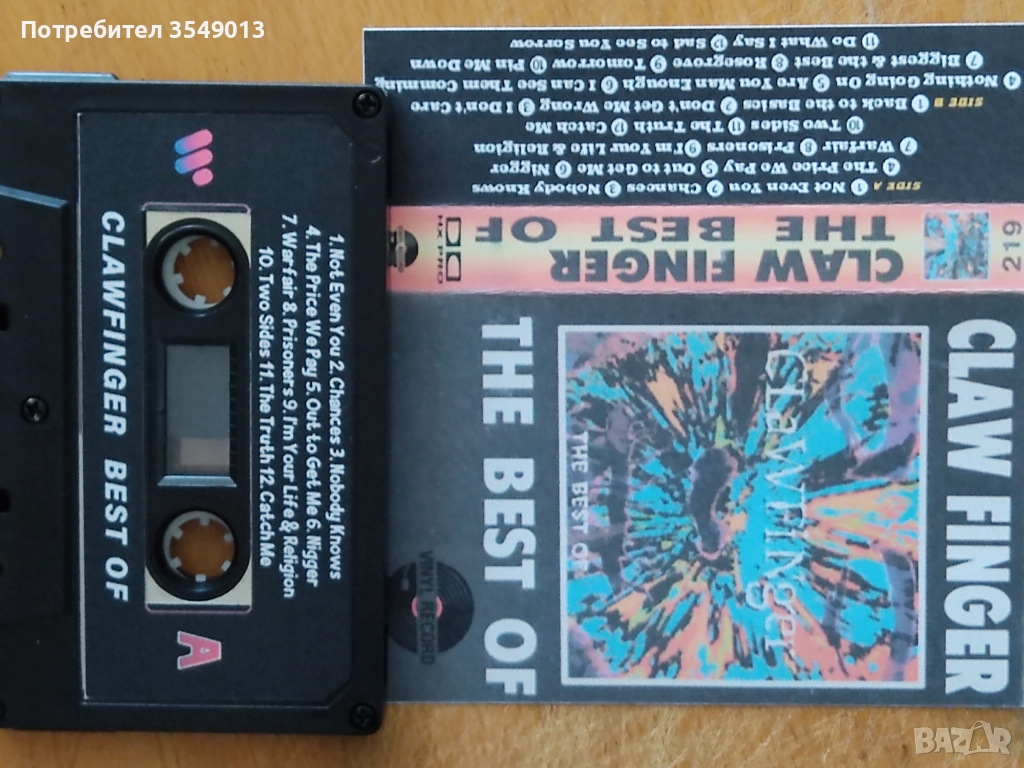 Потребител 3549013
CLAWFINGER BEST OF
1. Not Even You 2. Chances 3. Nobody Knows
4. The Price We Pay 5. Out to Get Me 6. Nigger
7. Warfair 8. Prisoners 9. I'm Your Life & Religion
10. Two Sides 11. The Truth 12. Catch Me
A
SIDE A ① Not Even You ② Chances ③ Nobody Knows
④ The Price We Pay ⑤ Out to Get Me ⑥ Nigger
⑦ Warfair ⑧ Prisoners ⑨ I'm Your Life & Religion
⑩ Two Sides ⑪ The Truth ⑫ Catch Me
SIDE B ① Back to the Basics ② Don't Get Me Wrong ③ I Don't Care
④ Nothing Going On ⑤ Are You Man Enough ⑥ I Can See Them Comming
⑦ Biggest & the Best ⑧ Rosegrove ⑨ Tomorrow ⑩ Pin Me Down
⑪ Do What I Say ⑫ Sad to See You Sorrow
219
CLAW FINGER
THE BEST OF
HX PRO
CLAW FINGER
CLaWFiNger
THE BEST OF
THE BEST OF
VINYL RECORD
BAZAR